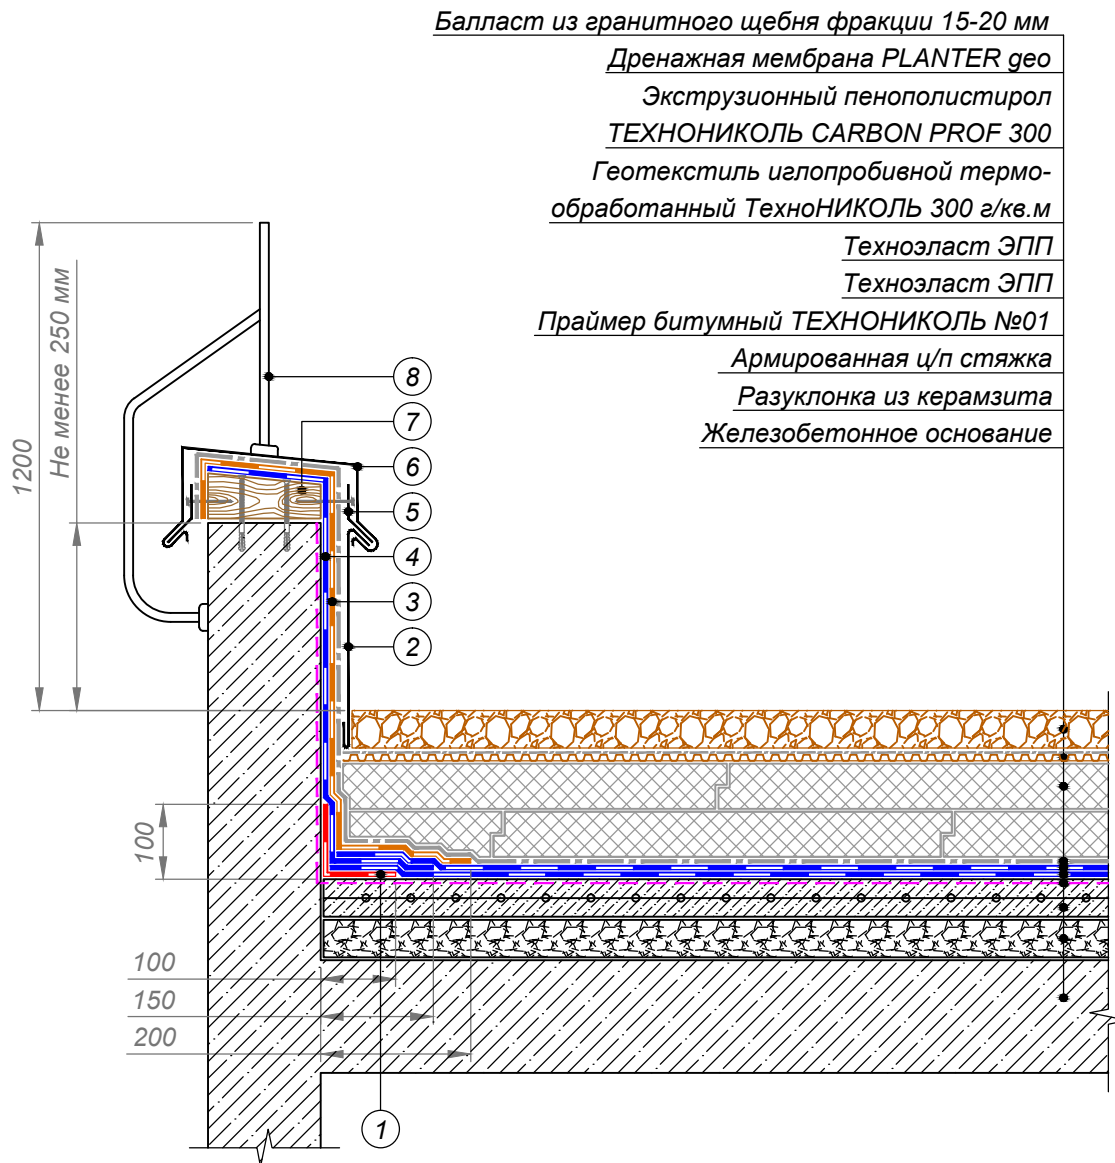 Балласт из гранитного щебня фракции 15-20 мм
Дренажная мембрана PLANTER geo
Экструзионный пенополистирол
ТЕХНОНИКОЛЬ CARBON PROF 300
Геотекстиль иглопробивной термо-
обработанный ТехноНИКОЛЬ 300 г/кв.м
Техноэласт ЭПП
Техноэласт ЭПП
Праймер битумный ТЕХНОНИКОЛЬ №01
Армированная ц/п стяжка
Разуклонка из керамзита
Железобетонное основание
1200
Не менее 250 мм
8
7
6
5
4
3
2
100
100
150
200
1